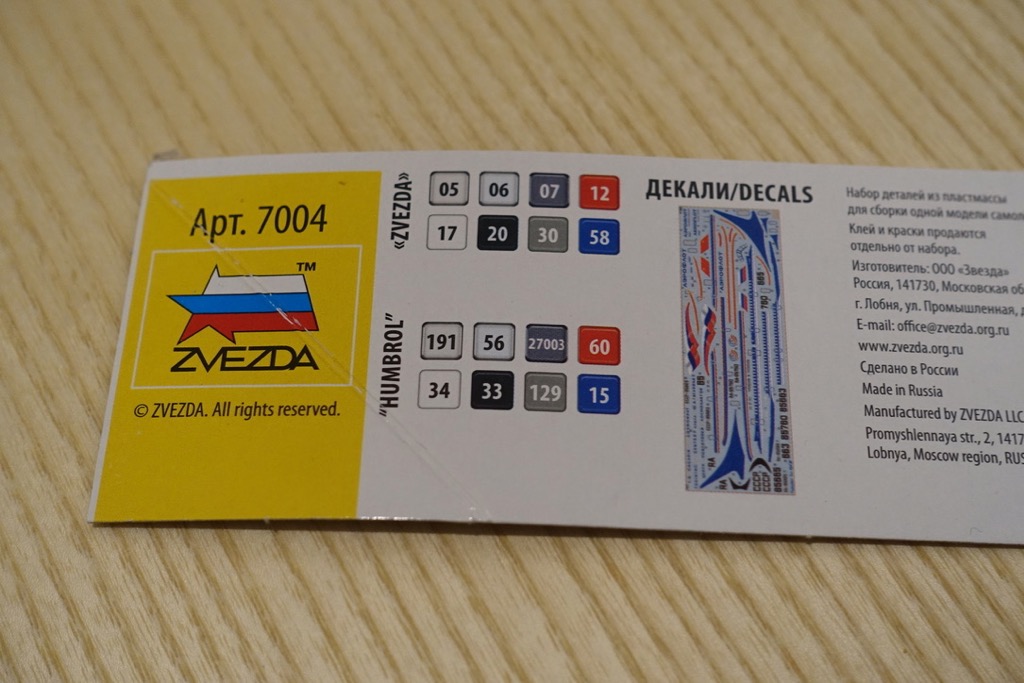 Арт. 7004
TM
ZVEZDA
© ZVEZDA. All rights reserved.
«ZVEZDA»
05 06 07 12
17 20 30 58
"HUMBROL"
191 56 27003 60
34 33 129 15
ДЕКАЛИ/DECALS
Набор деталей из пластмассы
для сборки одной модели
Клей и краски продаются
отдельно от набора.
Изготовитель: ООО «Звезда»
Россия, 141730, Московская
г. Лобня, ул. Промышленная,
E-mail: office@zvezda.org.ru
www.zvezda.org.ru
Сделано в России
Made in Russia
Manufactured by ZVEZDA LLC
Promyshlennaya str., 2,
Lobnya, Moscow region,